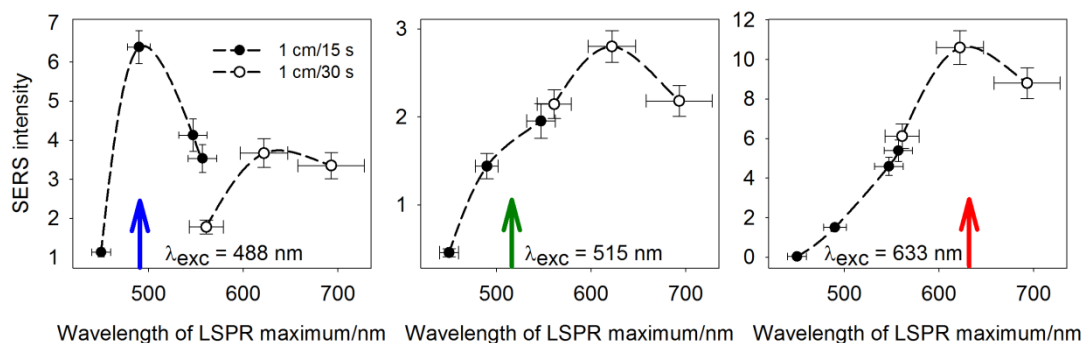 SERS intensity
7
6
5
4
3
2
1
1 cm/15 s
1 cm/30 s
λexc = 488 nm
500 600 700
Wavelength of LSPR maximum/nm
3
2
1
λexc = 515 nm
500 600 700
Wavelength of LSPR maximum/nm
12
10
8
6
4
2
0
λexc = 633 nm
500 600 700
Wavelength of LSPR maximum/nm